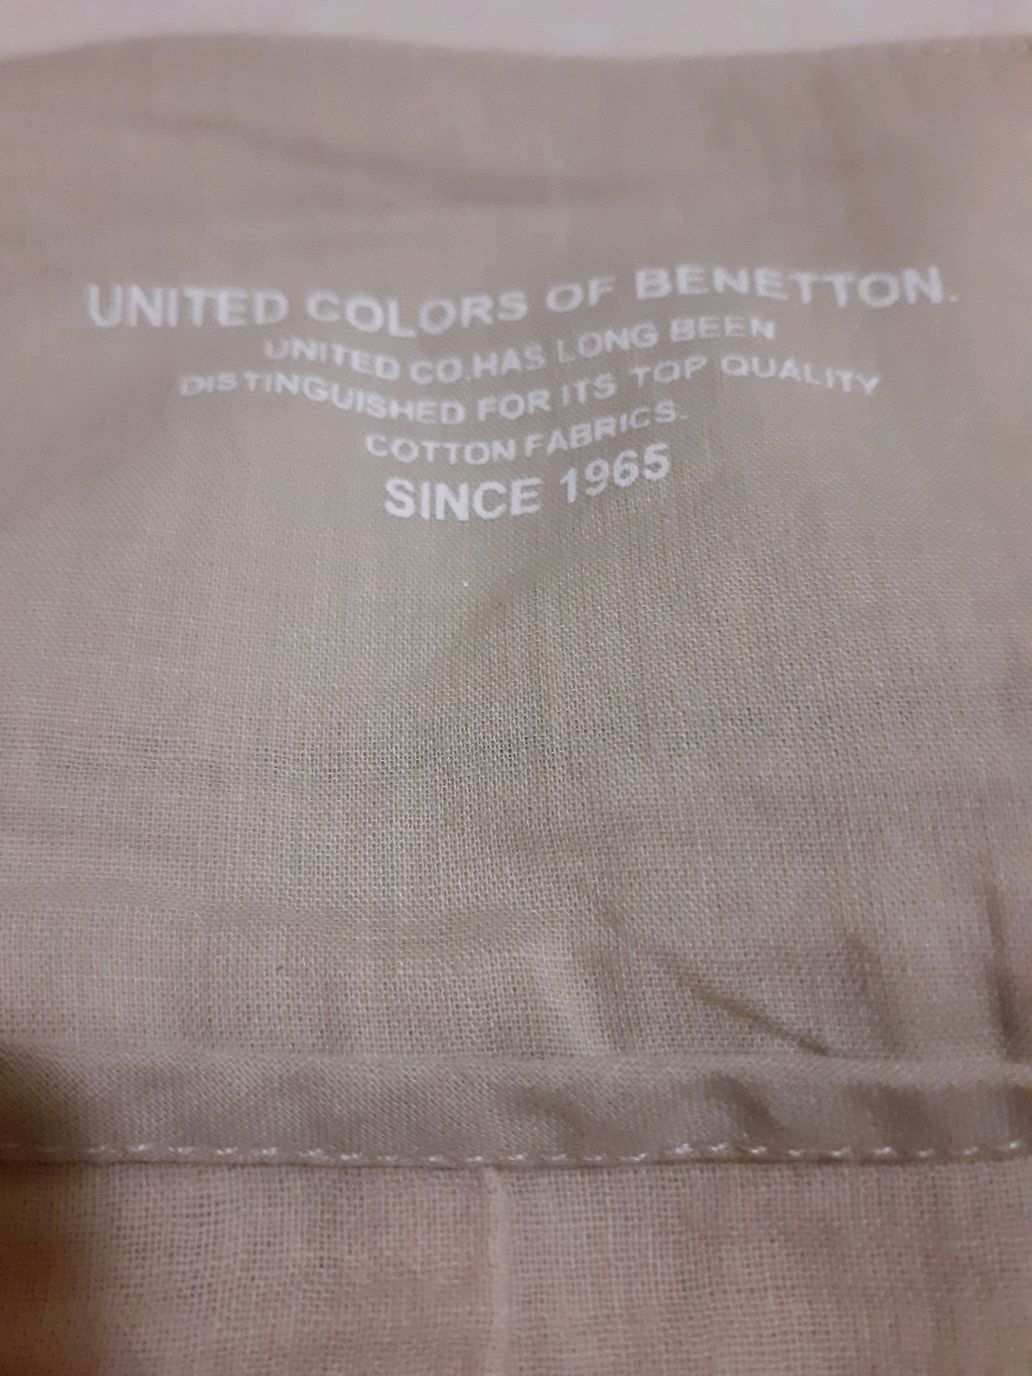 UNITED COLORS OF BENETTON.
UNITED CO.HAS LONG BEEN
DISTINGUISHED FOR ITS TOP QUALITY
COTTON FABRICS.
SINCE 1965